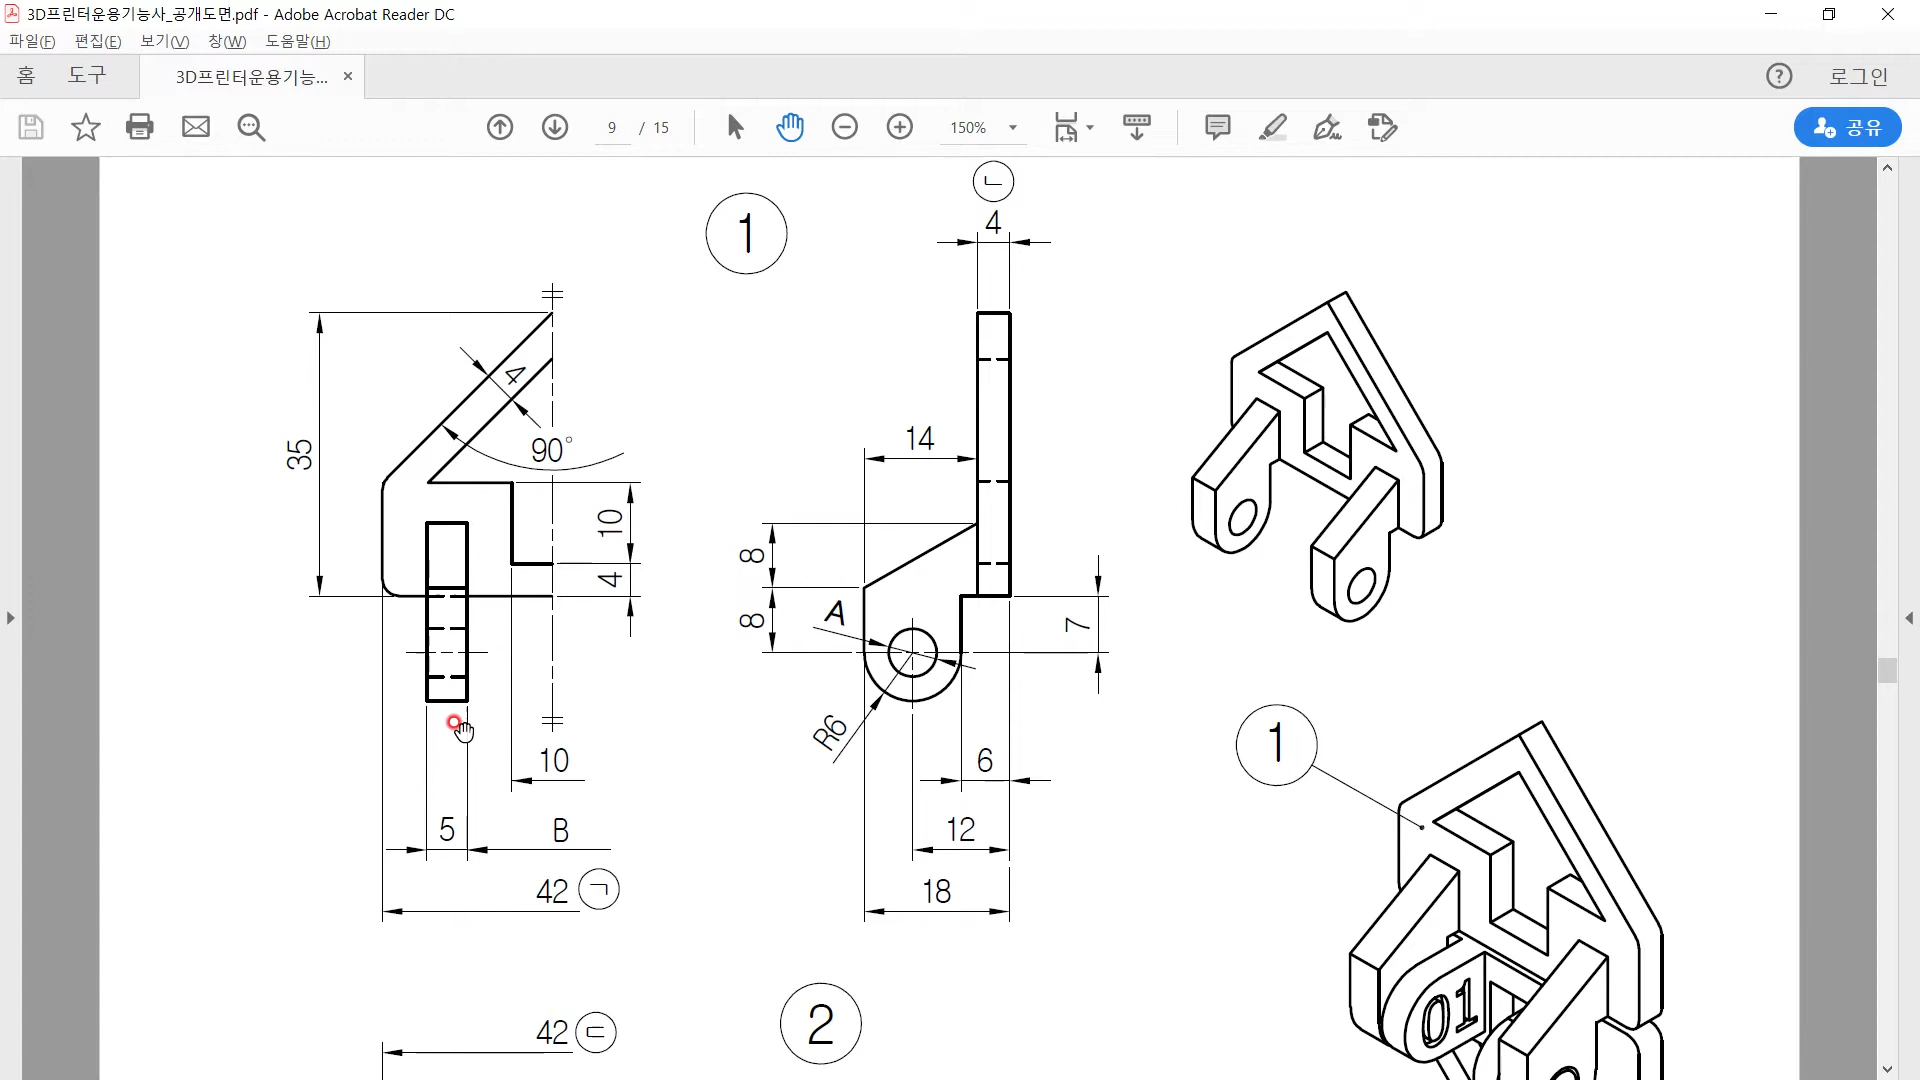 3D프린터운용기능사_공개도면.pdf - Adobe Acrobat Reader DC
파일(F) 편집(E) 보기(V) 창(W) 도움말(H)
홈 도구 3D프린터운용기능... × ? 로그인
9 / 15 150% 공유
ㄴ
1
4
4
90°
35
14
10
8
4
8
A
7
R6
10
6
1
5 B
12
42 ㄱ
18
01
2
42 ㄷ